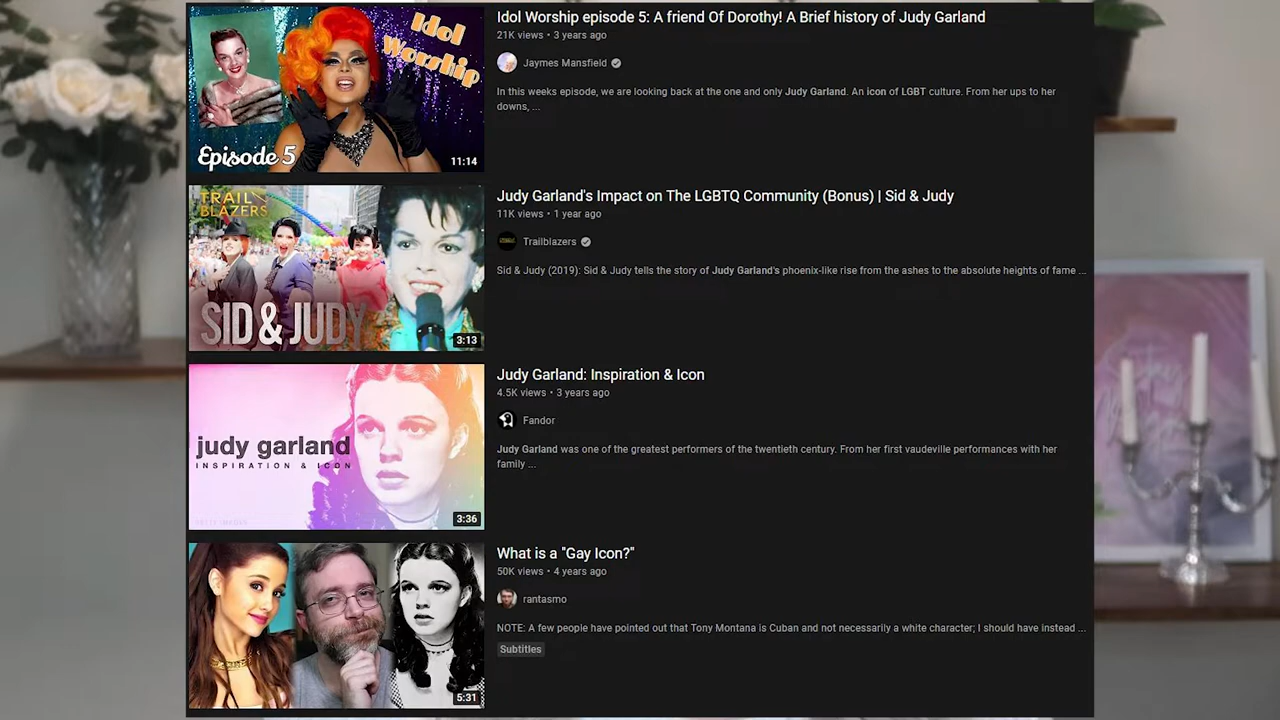 Idol
Worship
Episode 5
11:14
Idol Worship episode 5: A friend Of Dorothy! A Brief history of Judy Garland
21K views • 3 years ago
Jaymes Mansfield
In this weeks episode, we are looking back at the one and only Judy Garland. An icon of LGBT culture. From her ups to her
downs, ...
TRAIL
BLAZERS
SID & JUDY
3:13
Judy Garland's Impact on The LGBTQ Community (Bonus) | Sid & Judy
11K views • 1 year ago
Trailblazers
Sid & Judy (2019): Sid & Judy tells the story of Judy Garland's phoenix-like rise from the ashes to the absolute heights of fame ...
judy garland
INSPIRATION & ICON
3:36
Judy Garland: Inspiration & Icon
4.5K views • 3 years ago
Fandor
Judy Garland was one of the greatest performers of the twentieth century. From her first vaudeville performances with her
family ...
5:31
What is a "Gay Icon?"
50K views • 4 years ago
rantasmo
NOTE: A few people have pointed out that Tony Montana is Cuban and not necessarily a white character; I should have instead ...
Subtitles